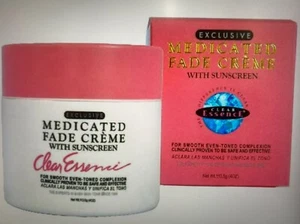 EXCLUSIVE
MEDICATED
FADE CRÈME
WITH SUNSCREEN
Clear Essence
FOR SMOOTH EVEN-TONED COMPLEXION
CLINICALLY PROVEN TO BE SAFE AND EFFECTIVE
ACLARA LAS MANCHAS Y UNIFICA EL TONO
EXCLUSIVE
MEDICATED
FADE CRÈME
WITH SUNSCREEN
CLEAR
Essence
FOR SMOOTH EVEN-TONED COMPLEXION
CLINICALLY PROVEN TO BE SAFE AND EFFECTIVE
ACLARA LAS MANCHAS Y UNIFICA EL TONO